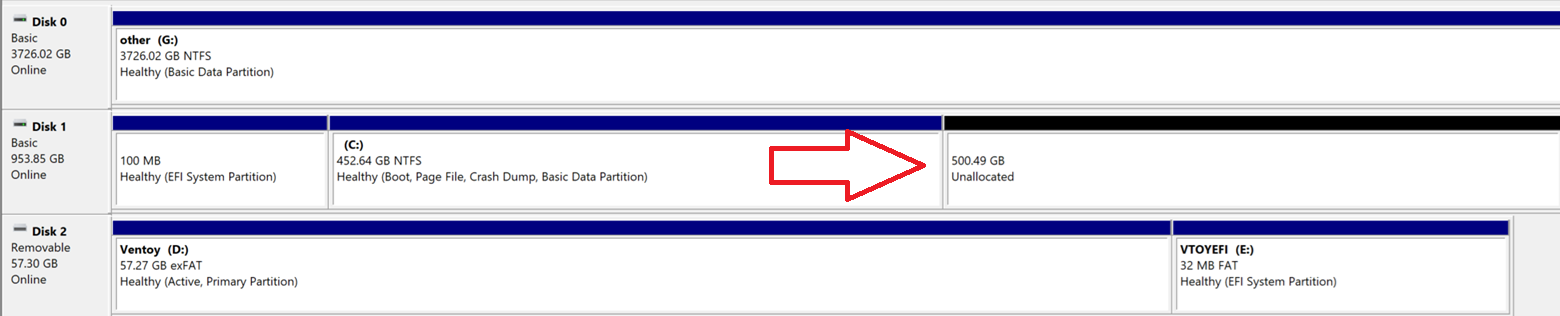 Disk 0
Basic
3726.02 GB
Online
other (G:)
3726.02 GB NTFS
Healthy (Basic Data Partition)
Disk 1
Basic
953.85 GB
Online
100 MB
Healthy (EFI System Partition)
(C:)
452.64 GB NTFS
Healthy (Boot, Page File, Crash Dump, Basic Data Partition)
500.49 GB
Unallocated
Disk 2
Removable
57.30 GB
Online
Ventoy (D:)
57.27 GB exFAT
Healthy (Active, Primary Partition)
VTOYEFI (E:)
32 MB FAT
Healthy (EFI System Partition)